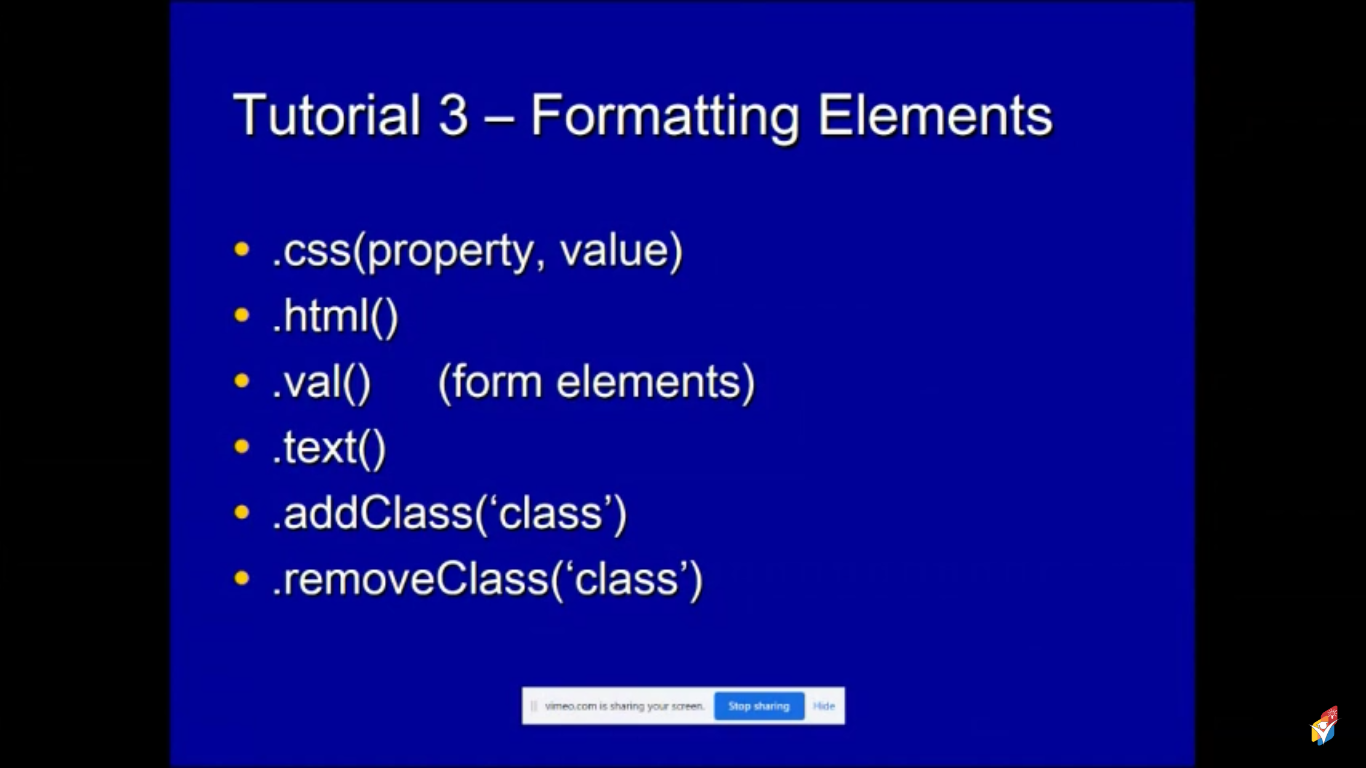 Tutorial 3 – Formatting Elements
• .css(property, value)
• .html()
• .val() (form elements)
• .text()
• .addClass(‘class’)
• .removeClass(‘class’)
vimeo.com is sharing your screen. Stop sharing Hide